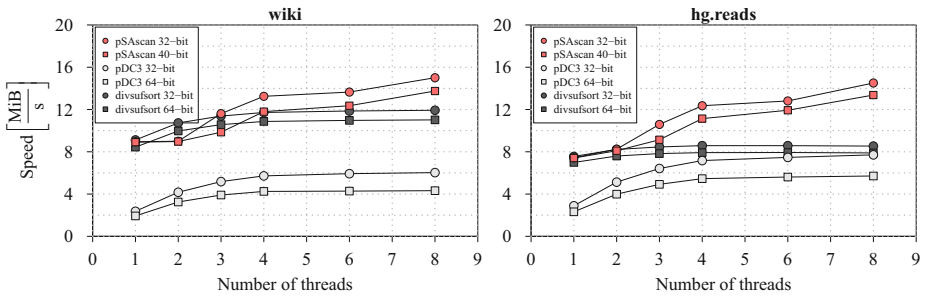 wiki
20
16
12
8
4
0
Speed [MiB/s]
pSAscan 32−bit
pSAscan 40−bit
pDC3 32−bit
pDC3 64−bit
divsufsort 32−bit
divsufsort 64−bit
0 1 2 3 4 5 6 7 8 9
Number of threads
hg.reads
20
16
12
8
4
0
pSAscan 32−bit
pSAscan 40−bit
pDC3 32−bit
pDC3 64−bit
divsufsort 32−bit
divsufsort 64−bit
0 1 2 3 4 5 6 7 8 9
Number of threads